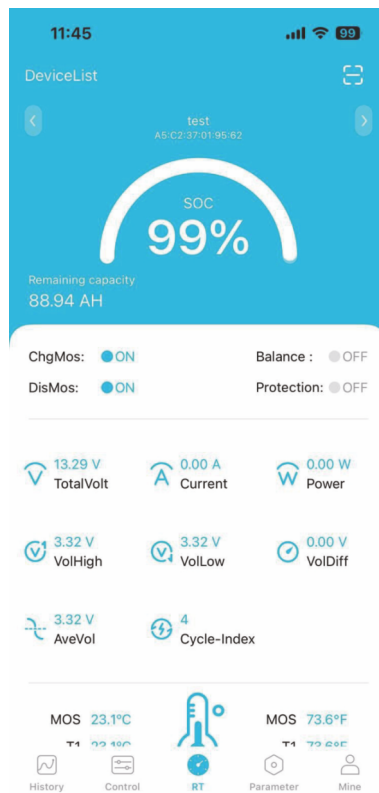 11:45
99
DeviceList
test
A5:C2:37:01:95:62
SOC
99%
Remaining capacity
88.94 AH
ChgMos: ON
Balance : OFF
DisMos: ON
Protection: OFF
13.29 V
TotalVolt
0.00 A
Current
0.00 W
Power
3.32 V
VolHigh
3.32 V
VolLow
0.00 V
VolDiff
3.32 V
AveVol
4
Cycle-Index
MOS 23.1°C
MOS 73.6°F
T1
T1
History
Control
RT
Parameter
Mine